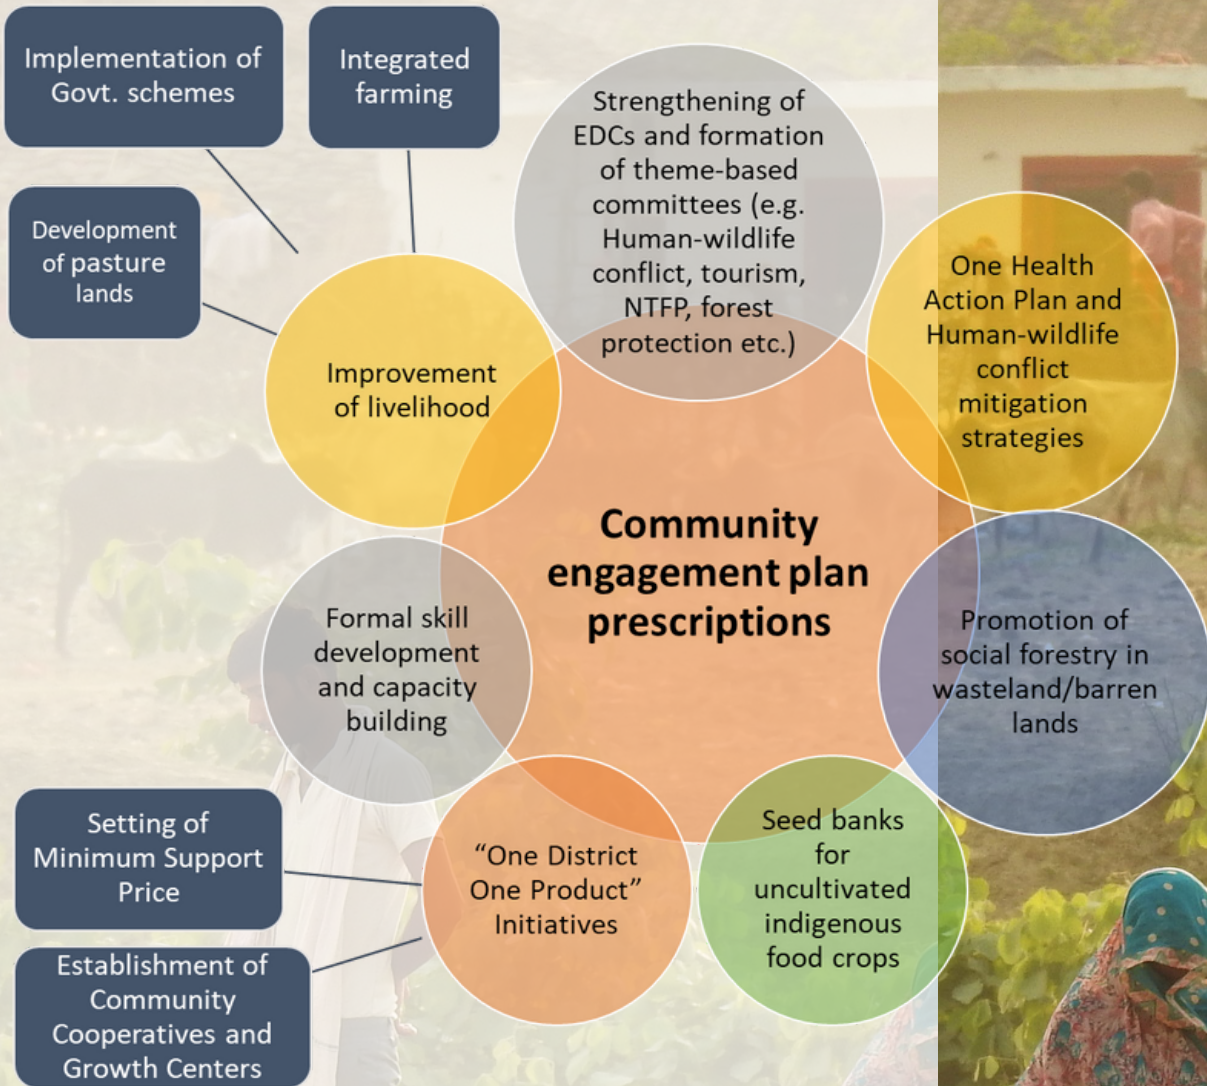 Implementation of
Govt. schemes
Integrated
farming
Development
of pasture
lands
Strengthening of
EDCs and formation
of theme-based
committees (e.g.
Human-wildlife
conflict, tourism,
NTFP, forest
protection etc.)
One Health
Action Plan and
Human-wildlife
conflict
mitigation
strategies
Improvement
of livelihood
Community
engagement plan
prescriptions
Formal skill
development
and capacity
building
Promotion of
social forestry in
wasteland/barren
lands
Setting of
Minimum Support
Price
"One District
One Product"
Initiatives
Seed banks
for
uncultivated
indigenous
food crops
Establishment of
Community
Cooperatives and
Growth Centers